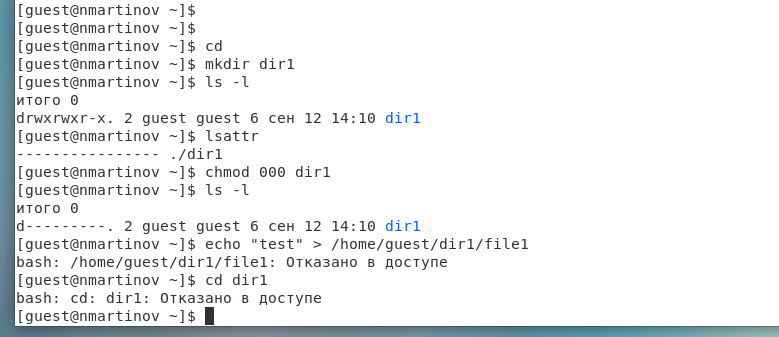 [guest@nmartinov ~]$
[guest@nmartinov ~]$
[guest@nmartinov ~]$ cd
[guest@nmartinov ~]$ mkdir dir1
[guest@nmartinov ~]$ ls -l
итого 0
drwxrwxr-x. 2 guest guest 6 сен 12 14:10 dir1
[guest@nmartinov ~]$ lsattr
---------------- ./dir1
[guest@nmartinov ~]$ chmod 000 dir1
[guest@nmartinov ~]$ ls -l
итого 0
d---------. 2 guest guest 6 сен 12 14:10 dir1
[guest@nmartinov ~]$ echo "test" > /home/guest/dir1/file1
bash: /home/guest/dir1/file1: Отказано в доступе
[guest@nmartinov ~]$ cd dir1
bash: cd: dir1: Отказано в доступе
[guest@nmartinov ~]$